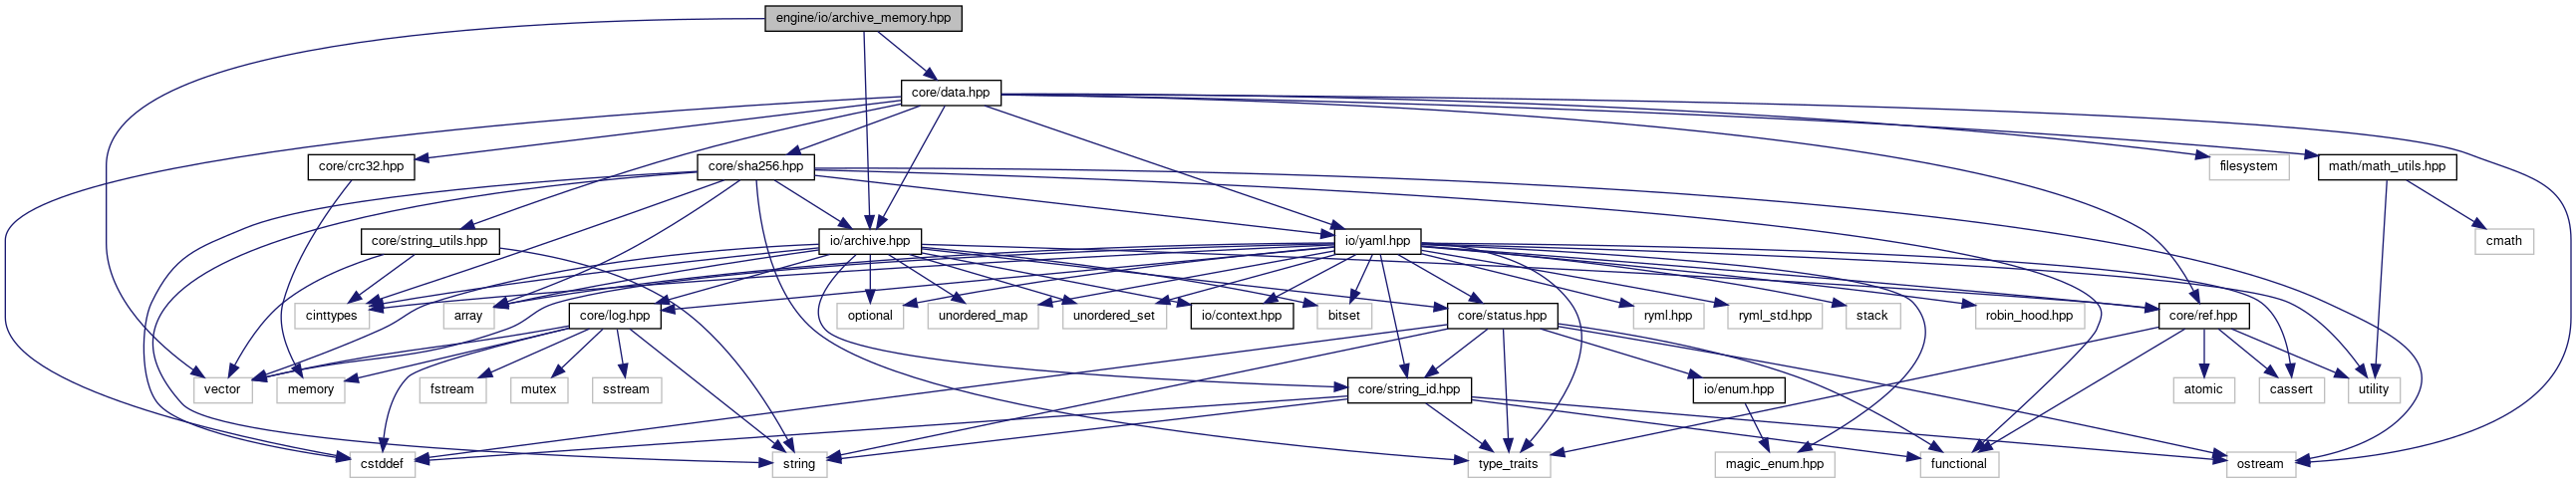 engine/io/archive_memory.hpp
core/data.hpp
core/crc32.hpp
core/sha256.hpp
filesystem
math/math_utils.hpp
core/string_utils.hpp
io/archive.hpp
io/yaml.hpp
cmath
cinttypes
array
core/log.hpp
optional
unordered_map
unordered_set
io/context.hpp
bitset
core/status.hpp
ryml.hpp
ryml_std.hpp
stack
robin_hood.hpp
core/ref.hpp
vector
memory
fstream
mutex
sstream
core/string_id.hpp
io/enum.hpp
atomic
cassert
utility
cstddef
string
type_traits
magic_enum.hpp
functional
ostream